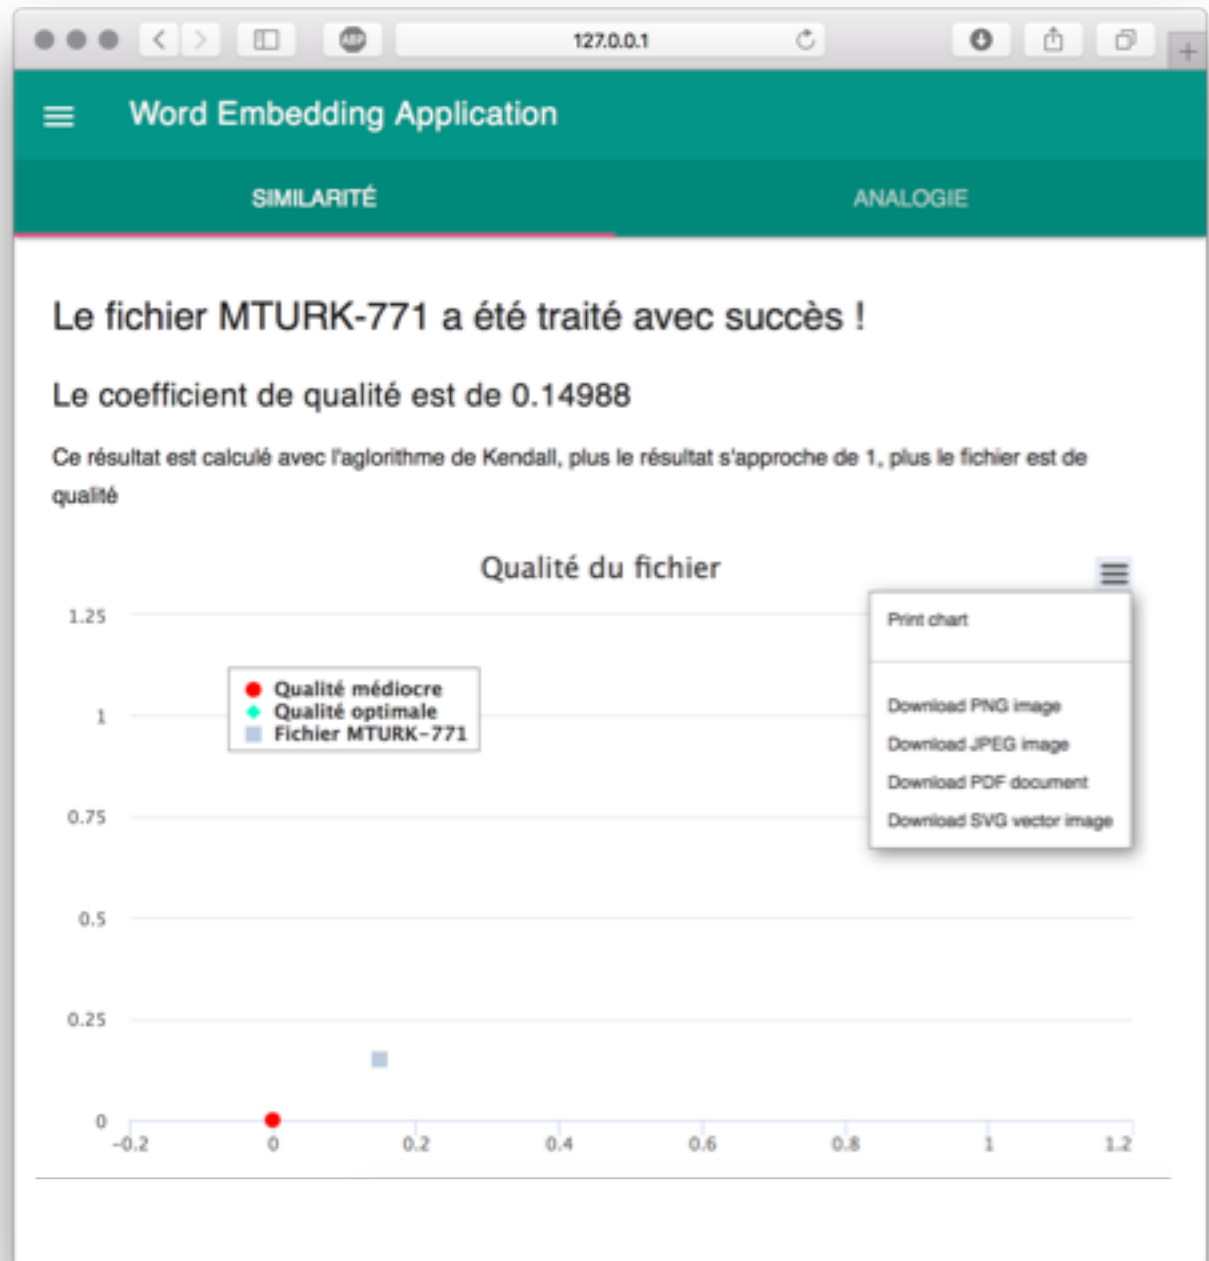 127.0.0.1
Word Embedding Application
SIMILARITÉ
ANALOGIE
Le fichier MTURK-771 a été traité avec succès !
Le coefficient de qualité est de 0.14988
Ce résultat est calculé avec l'aglorithme de Kendall, plus le résultat s'approche de 1, plus le fichier est de
qualité
Qualité du fichier
Print chart
Download PNG image
Download JPEG image
Download PDF document
Download SVG vector image
Qualité médiocre
Qualité optimale
Fichier MTURK-771
1.25
1
0.75
0.5
0.25
0
-0.2 0 0.2 0.4 0.6 0.8 1 1.2
ABP